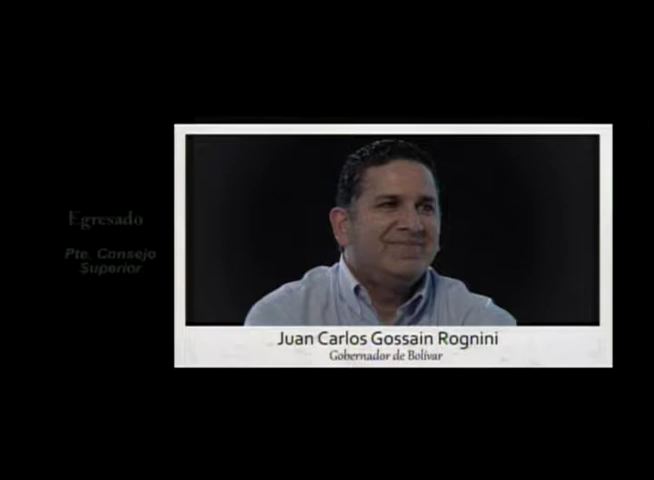 Egresado
Pte. Consejo
Superior
Juan Carlos Gossain Rognini
Gobernador de Bolívar